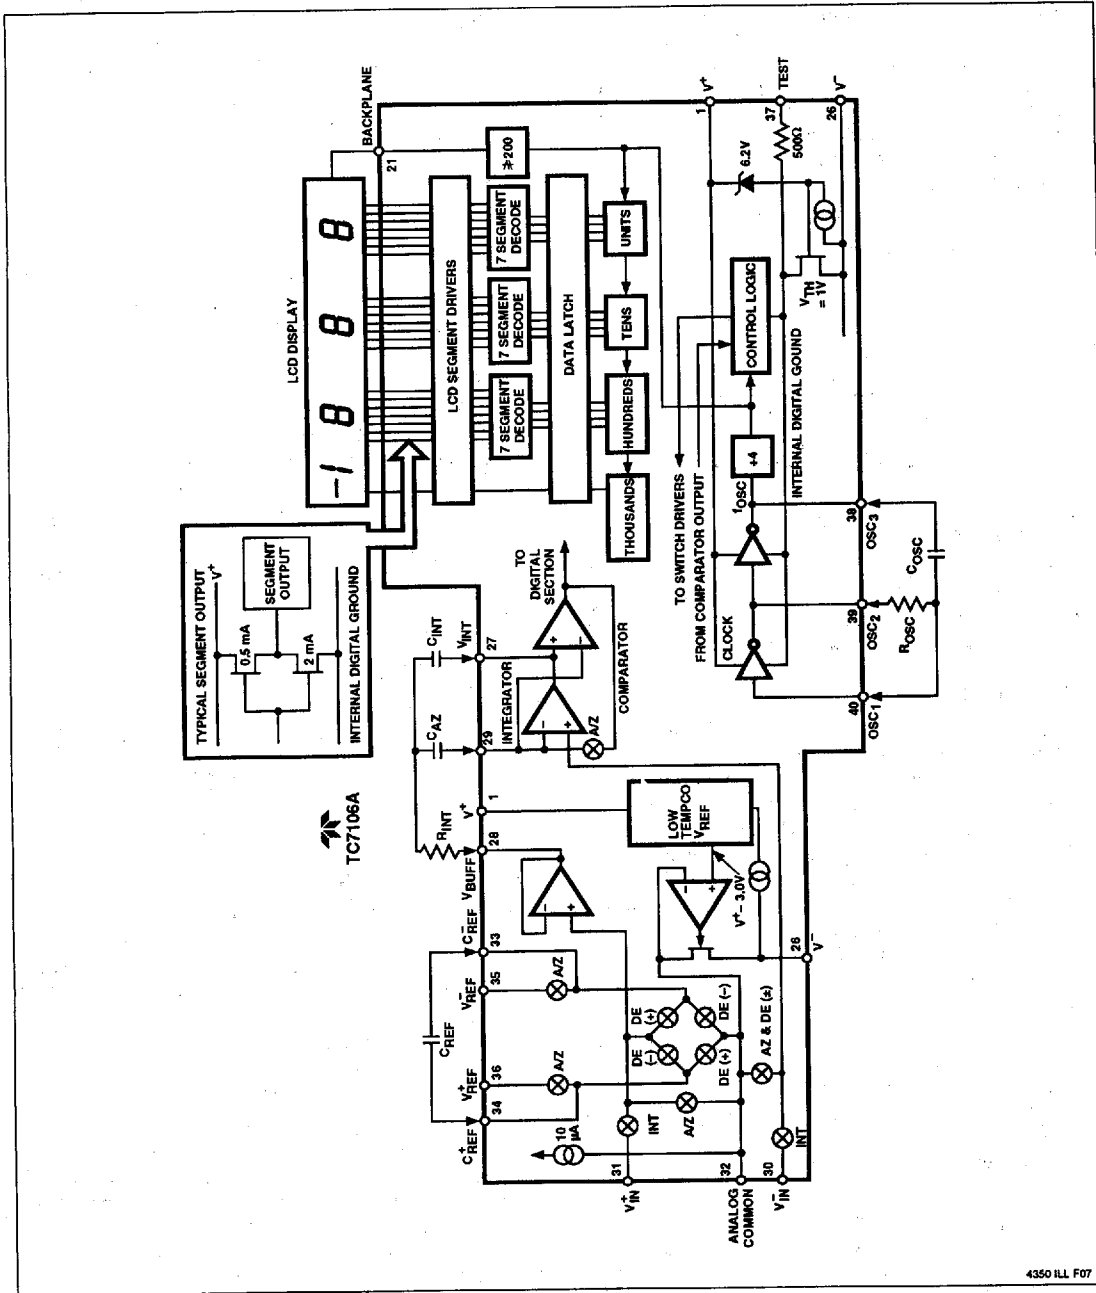 TC7106A
TYPICAL SEGMENT OUTPUT
V+
0.5 mA
2 mA
SEGMENT
OUTPUT
INTERNAL DIGITAL GROUND
LCD DISPLAY
-1 8 8 8
BACKPLANE
21
LCD SEGMENT DRIVERS
7 SEGMENT
DECODE
7 SEGMENT
DECODE
7 SEGMENT
DECODE
÷200
DATA LATCH
THOUSANDS
HUNDREDS
TENS
UNITS
CREF
C+REF
34
V+REF
36
V-REF
35
C-REF
33
RINT
VBUFF
28
V+
1
CAZ
29
CINT
VINT
27
A/Z
A/Z
10
µA
INTEGRATOR
+
−
−
+
A/Z
COMPARATOR
TO
DIGITAL
SECTION
−
+
V+IN
31
INT
A/Z
DE
(−)
DE
(+)
DE (+)
DE (−)
ANALOG
COMMON
32
AZ & DE (±)
V-IN
30
INT
−
+
LOW
TEMPCO
VREF
V+ − 3.0V
26
V-
TO SWITCH DRIVERS
FROM COMPARATOR OUTPUT
CLOCK
fOSC
÷4
CONTROL LOGIC
INTERNAL DIGITAL GOUND
VTH
= 1V
6.2V
500Ω
1
V+
37
TEST
26
V-
40
OSC1
39
OSC2
38
OSC3
ROSC
COSC
4350 ILL F07